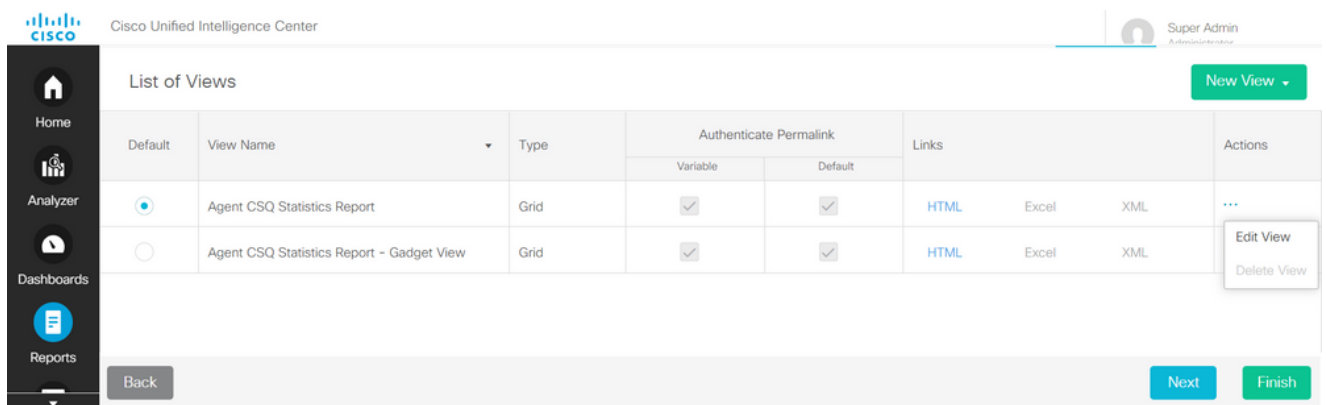 CISCO
Cisco Unified Intelligence Center
Super Admin
Administrator
Home
Analyzer
Dashboards
Reports
List of Views
New View
Default
View Name
Type
Authenticate Permalink
Variable
Default
Links
Actions
Agent CSQ Statistics Report
Grid
HTML
Excel
XML
...
Edit View
Delete View
Agent CSQ Statistics Report - Gadget View
Grid
HTML
Excel
XML
Back
Next
Finish